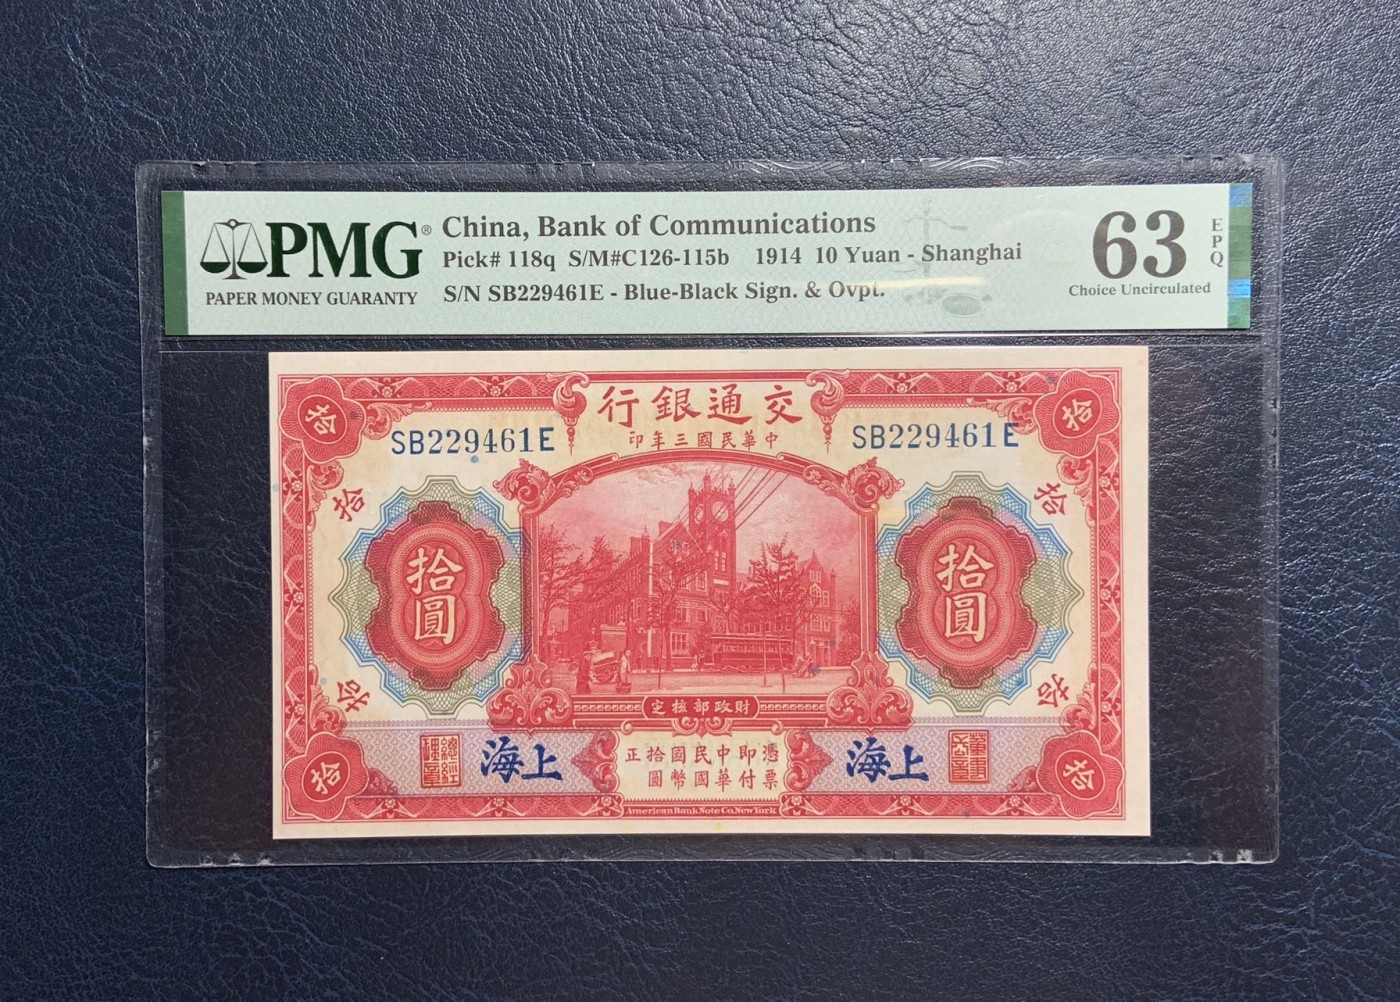 PMG®
PAPER MONEY GUARANTY
China, Bank of Communications
Pick# 118q S/M#C126-115b 1914 10 Yuan - Shanghai
S/N SB229461E - Blue-Black Sign. & Ovpt.
63
EPQ
Choice Uncirculated
拾
行銀通交
拾
印年三國民華中
SB229461E
SB229461E
拾
拾
拾圓
拾圓
拾
拾
定核部政財
海上
海上
正拾國民中即憑
圓幣國華付票
拾
拾
American Bank Note Co. New York